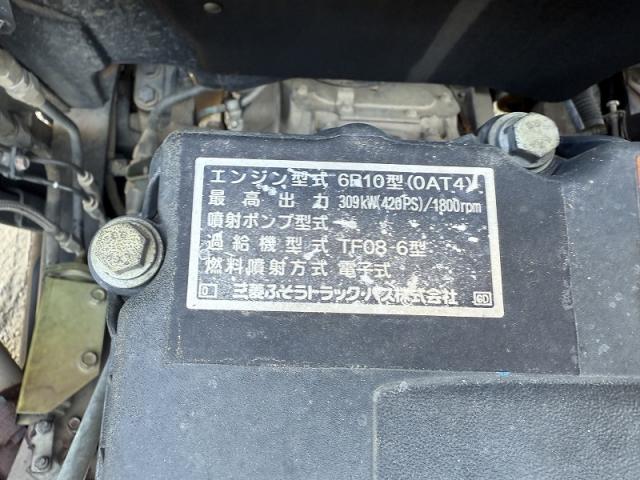 エンジン型式 6R10型(0AT4)
最高出力 309kW(420PS)/1800rpm
噴射ポンプ型式
過給機型式 TF08-6型
燃料噴射方式 電子式
0 三菱ふそうトラック・バス株式会社 6D